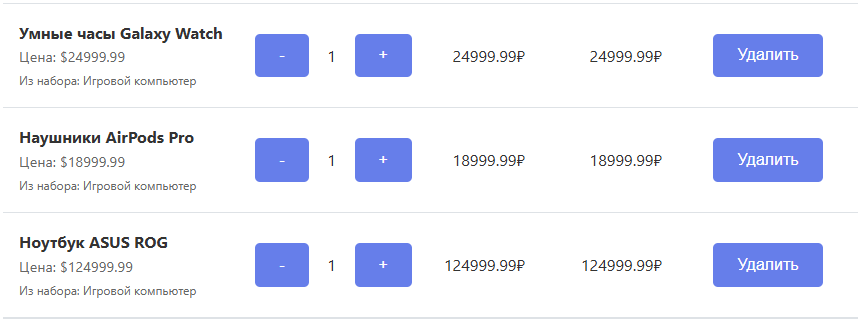 Умные часы Galaxy Watch
Цена: $24999.99
Из набора: Игровой компьютер
- 1 + 24999.99₽ 24999.99₽ Удалить
Наушники AirPods Pro
Цена: $18999.99
Из набора: Игровой компьютер
- 1 + 18999.99₽ 18999.99₽ Удалить
Ноутбук ASUS ROG
Цена: $124999.99
Из набора: Игровой компьютер
- 1 + 124999.99₽ 124999.99₽ Удалить